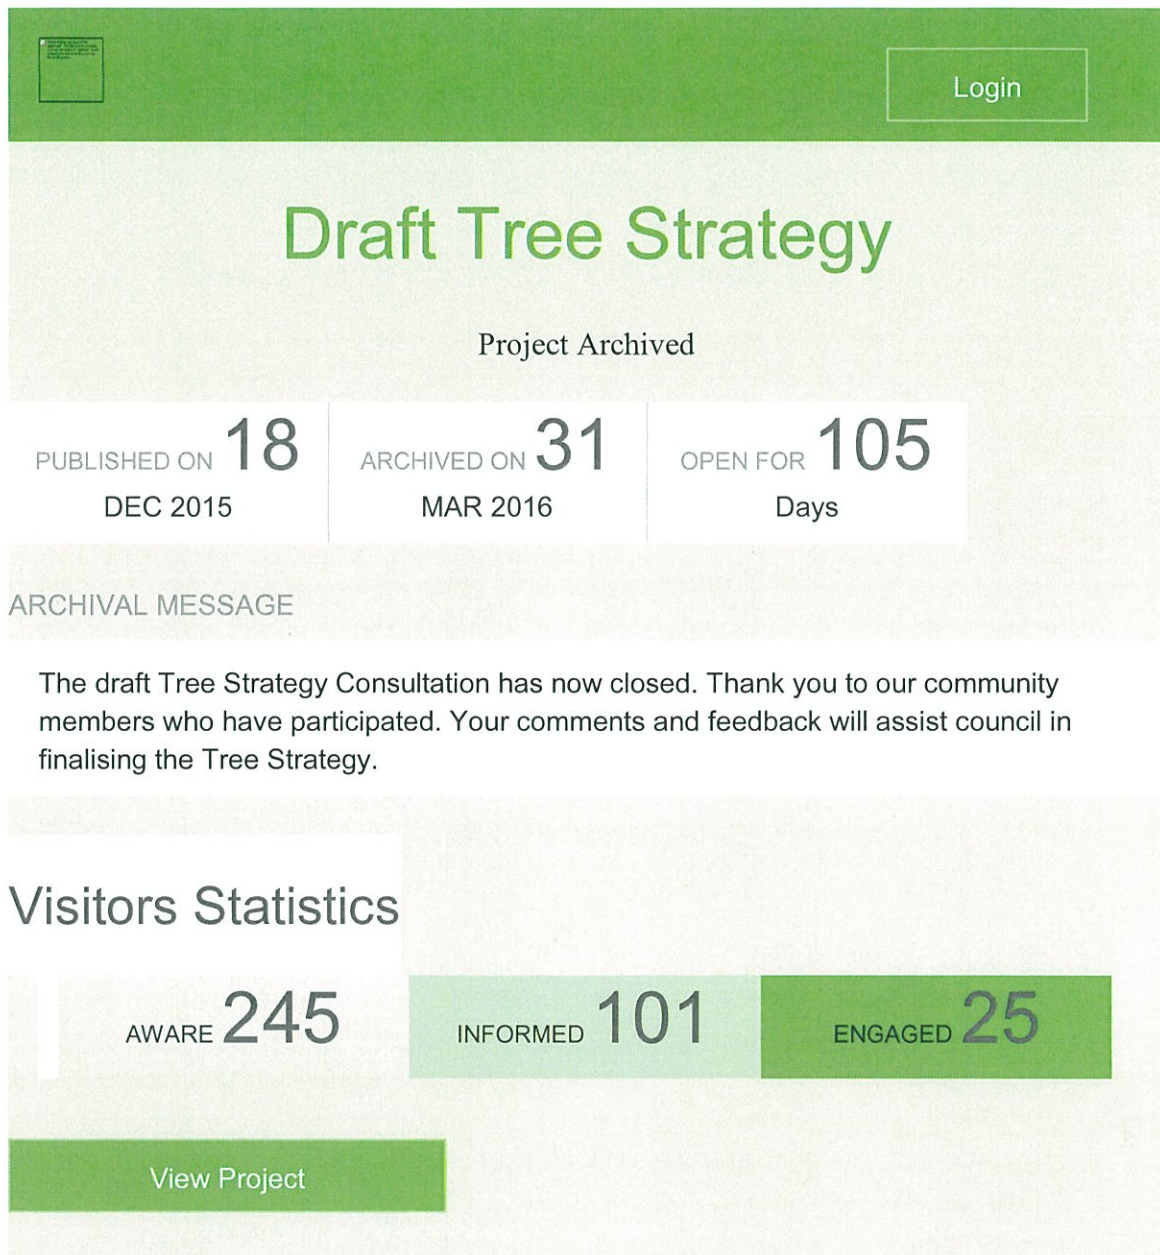 Login
Draft Tree Strategy
Project Archived
PUBLISHED ON 18
DEC 2015
ARCHIVED ON 31
MAR 2016
OPEN FOR 105
Days
ARCHIVAL MESSAGE
The draft Tree Strategy Consultation has now closed. Thank you to our community
members who have participated. Your comments and feedback will assist council in
finalising the Tree Strategy.
Visitors Statistics
AWARE 245
INFORMED 101
ENGAGED 25
View Project